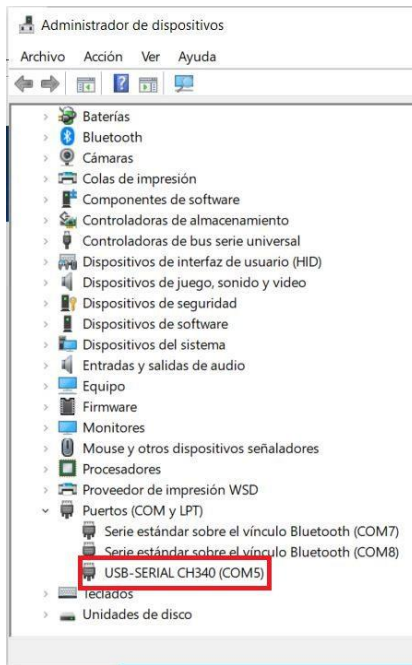 Administrador de dispositivos
Archivo Acción Ver Ayuda
Baterías
Bluetooth
Cámaras
Colas de impresión
Componentes de software
Controladoras de almacenamiento
Controladoras de bus serie universal
Dispositivos de interfaz de usuario (HID)
Dispositivos de juego, sonido y video
Dispositivos de seguridad
Dispositivos de software
Dispositivos del sistema
Entradas y salidas de audio
Equipo
Firmware
Monitores
Mouse y otros dispositivos señaladores
Procesadores
Proveedor de impresión WSD
Puertos (COM y LPT)
Serie estándar sobre el vínculo Bluetooth (COM7)
Serie estándar sobre el vínculo Bluetooth (COM8)
USB-SERIAL CH340 (COM5)
Teclados
Unidades de disco